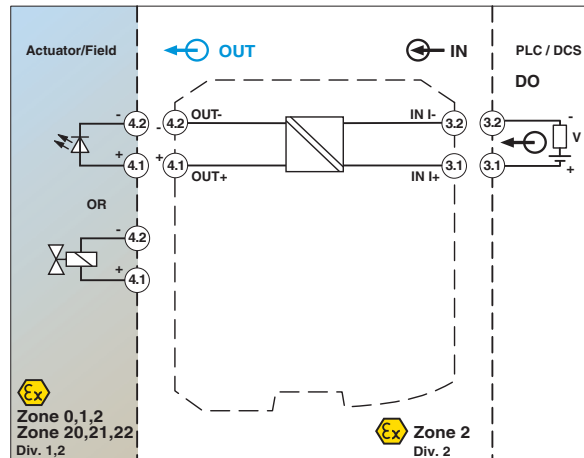 Actuator/Field
OUT
IN
PLC / DCS
DO
-
4.2
-
4.2
OUT-
IN I-
3.2
3.2
-
V
+
4.1
+
4.1
OUT+
IN I+
3.1
3.1
+
OR
-
4.2
+
4.1
Ex
Zone 0,1,2
Zone 20,21,22
Div. 1,2
Ex
Zone 2
Div. 2